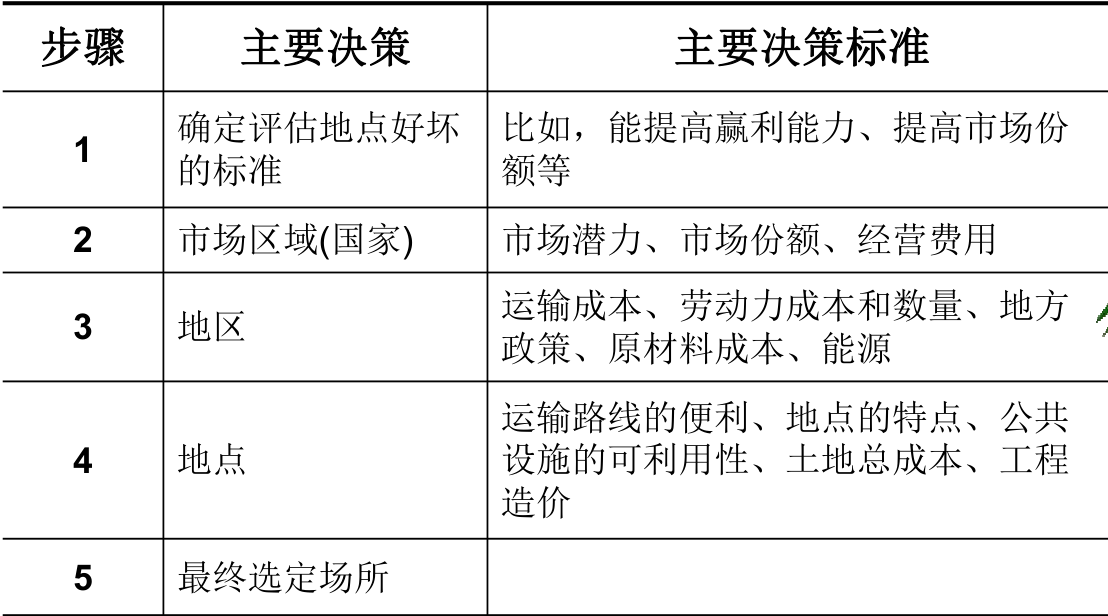 步骤 主要决策 主要决策标准
1 确定评估地点好坏 比如，能提高赢利能力、提高市场份
的标准 额等
2 市场区域(国家) 市场潜力、市场份额、经营费用
3 地区 运输成本、劳动力成本和数量、地方
政策、原材料成本、能源
4 地点 运输路线的便利、地点的特点、公共
设施的可利用性、土地总成本、工程
造价
5 最终选定场所